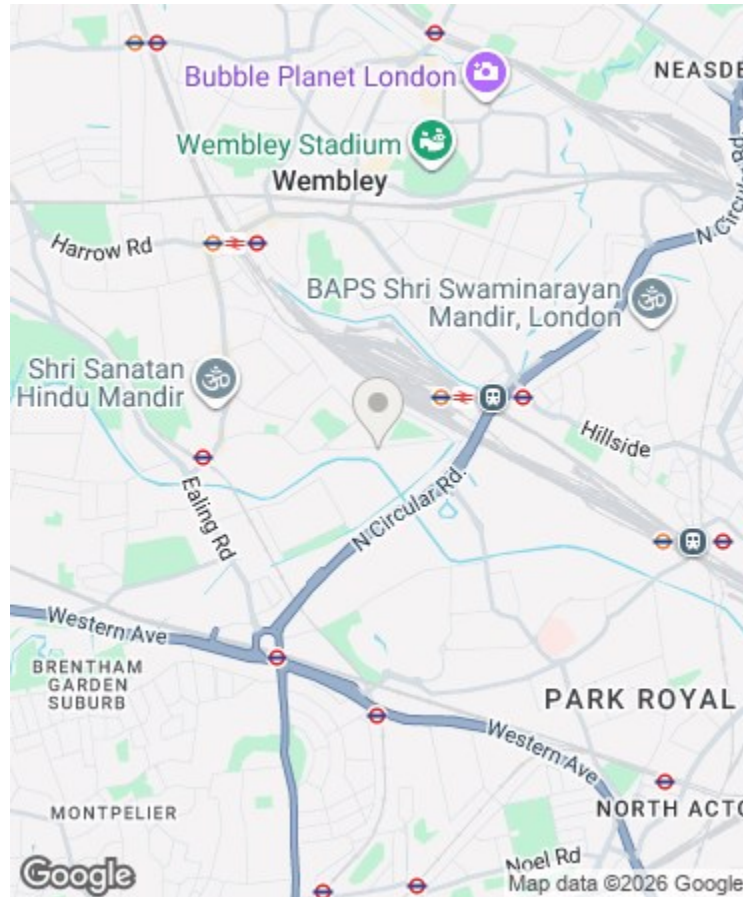 NEASDE
Bubble Planet London
Wembley Stadium
Wembley
N Circular Rd
Harrow Rd
BAPS Shri Swaminarayan
Mandir, London
Shri Sanatan
Hindu Mandir
Hillside
Ealing Rd
N Circular Rd.
Western Ave
BRENTHAM
GARDEN
SUBURB
PARK ROYAL
Western Ave
MONTPELIER
NORTH ACTO
Noel Rd
Google
Map data ©2026 Google